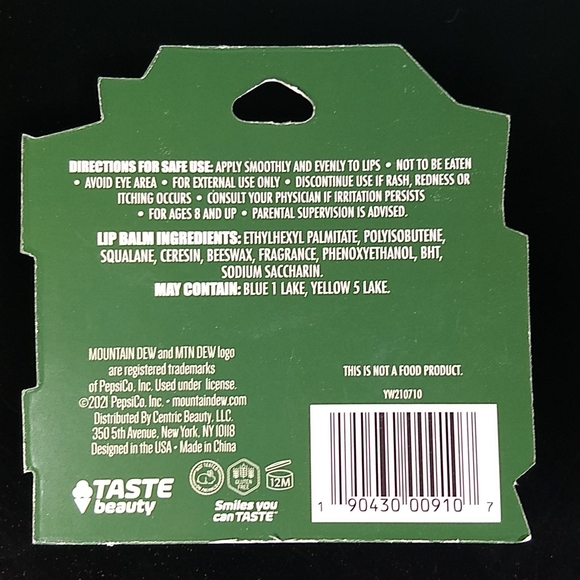 DIRECTIONS FOR SAFE USE: APPLY SMOOTHLY AND EVENLY TO LIPS • NOT TO BE EATEN
• AVOID EYE AREA • FOR EXTERNAL USE ONLY • DISCONTINUE USE IF RASH, REDNESS OR
ITCHING OCCURS • CONSULT YOUR PHYSICIAN IF IRRITATION PERSISTS
• FOR AGES 8 AND UP • PARENTAL SUPERVISION IS ADVISED.
LIP BALM INGREDIENTS: ETHYLHEXYL PALMITATE, POLYISOBUTENE,
SQUALANE, CERESIN, BEESWAX, FRAGRANCE, PHENOXYETHANOL, BHT,
SODIUM SACCHARIN.
MAY CONTAIN: BLUE 1 LAKE, YELLOW 5 LAKE.
MOUNTAIN DEW and MTN DEW logo
are registered trademarks
of PepsiCo, Inc. Used under license.
©2021 PepsiCo, Inc. • mountaindew.com
Distributed By Centric Beauty, LLC.
350 5th Avenue, New York, NY 10118
Designed in the USA • Made in China
TASTE
beauty
GLUTEN
FREE
12M
Smiles you
can TASTE™
THIS IS NOT A FOOD PRODUCT.
YW210710
1 90430 00910 7